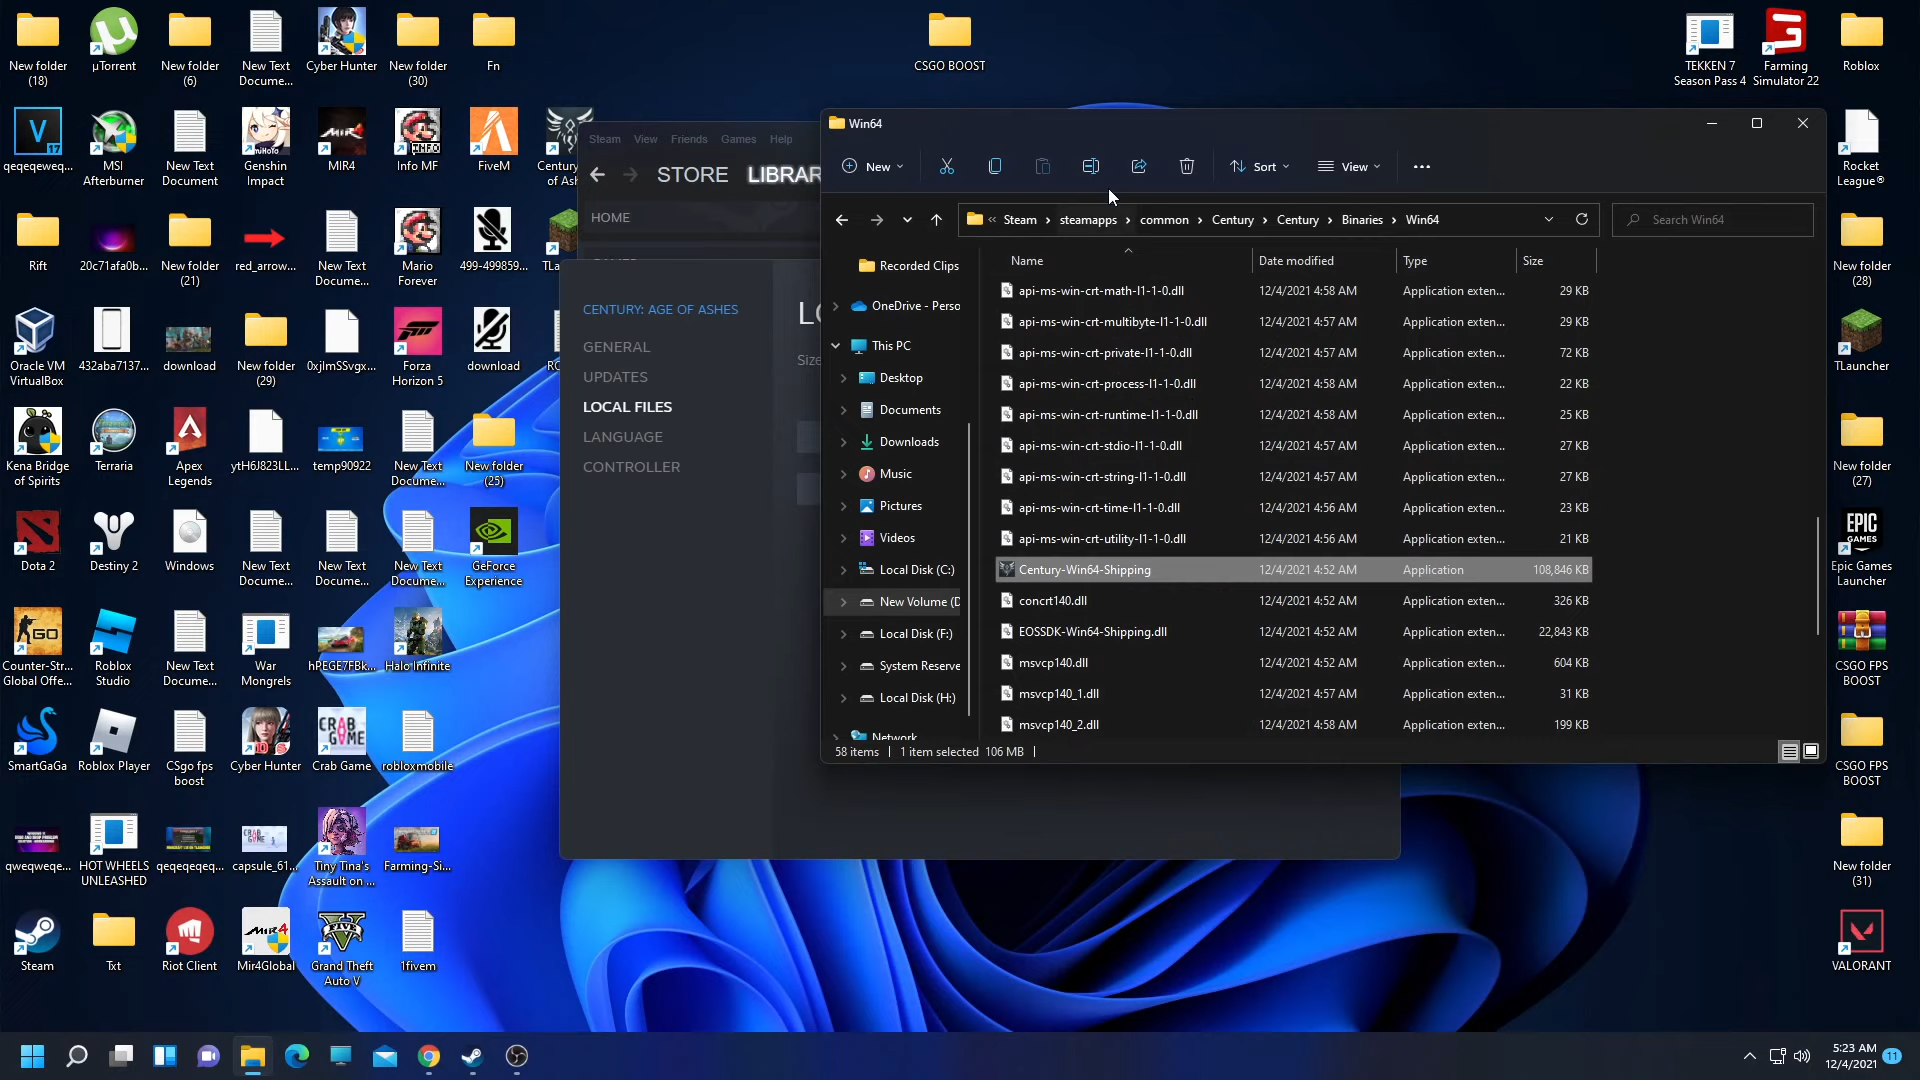 New folder
(18)
µTorrent
New folder
(6)
New Text
Docume...
Cyber Hunter
New folder
(30)
Fn
CSGO BOOST
TEKKEN 7
Season Pass 4
Farming
Simulator 22
Roblox
qeqeqeweq...
MSI
Afterburner
New Text
Document
Genshin
Impact
MIR4
Info MF
FiveM
Century
of Ash
Rocket
League®
Rift
20c71afa0b...
New folder
(21)
red_arrow...
New Text
Docume...
Mario
Forever
499-499859...
TLa
New folder
(28)
Oracle VM
VirtualBox
432aba7137...
download
New folder
(29)
0xjImSSvgx...
Forza
Horizon 5
download
RO
TLauncher
Kena Bridge
of Spirits
Terraria
Apex
Legends
ytH6J823LL...
temp90922
New Text
Docume...
New folder
(25)
New folder
(27)
Dota 2
Destiny 2
Windows
New Text
Docume...
New Text
Docume...
New Text
Docume...
GeForce
Experience
EPIC
GAMES
Epic Games
Launcher
GO
Counter-Str...
Global Offe...
Roblox
Studio
New Text
Docume...
War
Mongrels
hPEGE7FBk...
Halo Infinite
CSGO FPS
BOOST
SmartGaGa
Roblox Player
CSgo fps
boost
Cyber Hunter
CRAB
GAME
Crab Game
robloxmobile
CSGO FPS
BOOST
qweqweqe...
HOT WHEELS
UNLEASHED
qeqeqeqeq...
capsule_61...
Tiny Tina's
Assault on ...
Farming-Si...
New folder
(31)
Steam
Txt
Riot Client
Mir4Global
Grand Theft
Auto V
1fivem
VALORANT
Steam View Friends Games Help
STORE LIBRAR
HOME
CENTURY: AGE OF ASHES
GENERAL
UPDATES
LOCAL FILES
LANGUAGE
CONTROLLER
LO
Size
Win64
New
Sort
View
Steam steamapps common Century Century Binaries Win64
Search Win64
Recorded Clips
OneDrive - Perso
This PC
Desktop
Documents
Downloads
Music
Pictures
Videos
Local Disk (C:)
New Volume (D
Local Disk (F:)
System Reserve
Local Disk (H:)
Network
Name Date modified Type Size
api-ms-win-crt-math-l1-1-0.dll 12/4/2021 4:58 AM Application exten... 29 KB
api-ms-win-crt-multibyte-l1-1-0.dll 12/4/2021 4:57 AM Application exten... 29 KB
api-ms-win-crt-private-l1-1-0.dll 12/4/2021 4:57 AM Application exten... 72 KB
api-ms-win-crt-process-l1-1-0.dll 12/4/2021 4:58 AM Application exten... 22 KB
api-ms-win-crt-runtime-l1-1-0.dll 12/4/2021 4:58 AM Application exten... 25 KB
api-ms-win-crt-stdio-l1-1-0.dll 12/4/2021 4:57 AM Application exten... 27 KB
api-ms-win-crt-string-l1-1-0.dll 12/4/2021 4:57 AM Application exten... 27 KB
api-ms-win-crt-time-l1-1-0.dll 12/4/2021 4:56 AM Application exten... 23 KB
api-ms-win-crt-utility-l1-1-0.dll 12/4/2021 4:56 AM Application exten... 21 KB
Century-Win64-Shipping 12/4/2021 4:52 AM Application 108,846 KB
concrt140.dll 12/4/2021 4:52 AM Application exten... 326 KB
EOSSDK-Win64-Shipping.dll 12/4/2021 4:52 AM Application exten... 22,843 KB
msvcp140.dll 12/4/2021 4:52 AM Application exten... 604 KB
msvcp140_1.dll 12/4/2021 4:57 AM Application exten... 31 KB
msvcp140_2.dll 12/4/2021 4:58 AM Application exten... 199 KB
58 items 1 item selected 106 MB
5:23 AM
12/4/2021
11